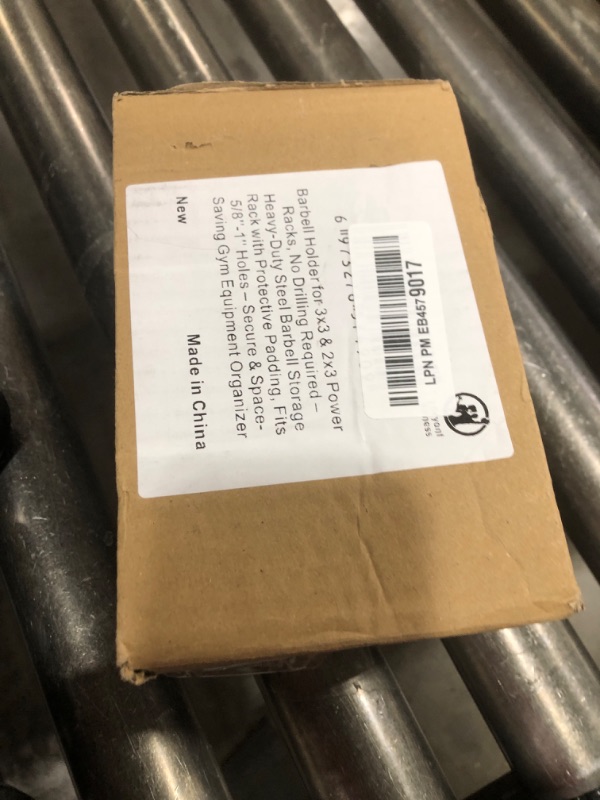 LPN PM EB4579017
Barbell Holder for 3x3 & 2x3 Power
Racks, No Drilling Required –
Heavy-Duty Steel Barbell Storage
Rack with Protective Padding, Fits
5/8"-1" Holes – Secure & Space-
Saving Gym Equipment Organizer
New
Made in China